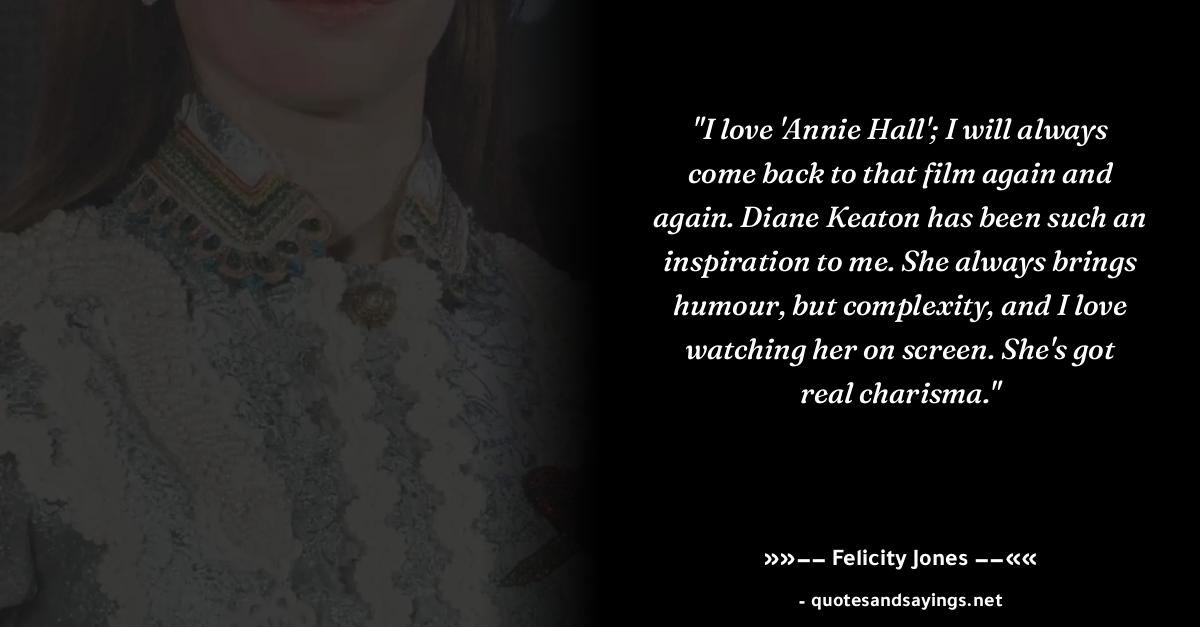 "I love 'Annie Hall'; I will always
come back to that film again and
again. Diane Keaton has been such an
inspiration to me. She always brings
humour, but complexity, and I love
watching her on screen. She's got
real charisma."
»»−− Felicity Jones −−««
- quotesandsayings.net